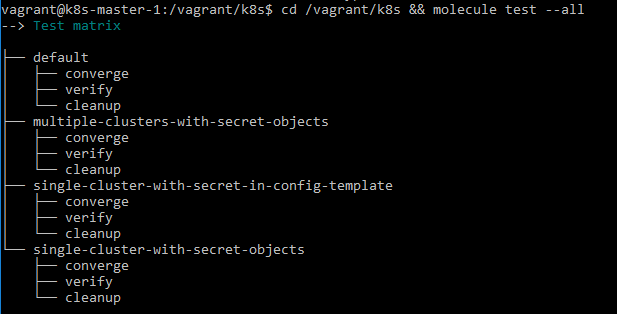 vagrant@k8s-master-1:/vagrant/k8s$ cd /vagrant/k8s && molecule test --all
--> Test matrix
├── default
│   ├── converge
│   ├── verify
│   └── cleanup
├── multiple-clusters-with-secret-objects
│   ├── converge
│   ├── verify
│   └── cleanup
├── single-cluster-with-secret-in-config-template
│   ├── converge
│   ├── verify
│   └── cleanup
└── single-cluster-with-secret-objects
    ├── converge
    ├── verify
    └── cleanup